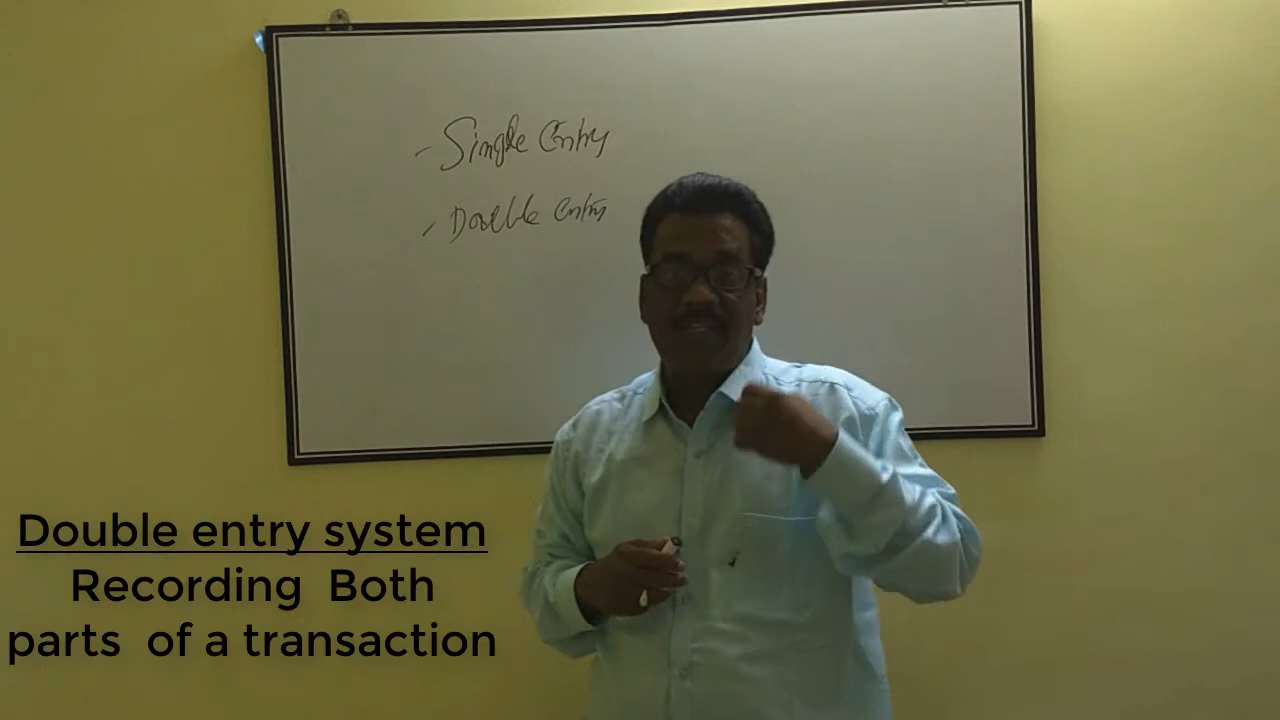 - Single Entry
- Double entry
Double entry system
Recording Both
parts of a transaction